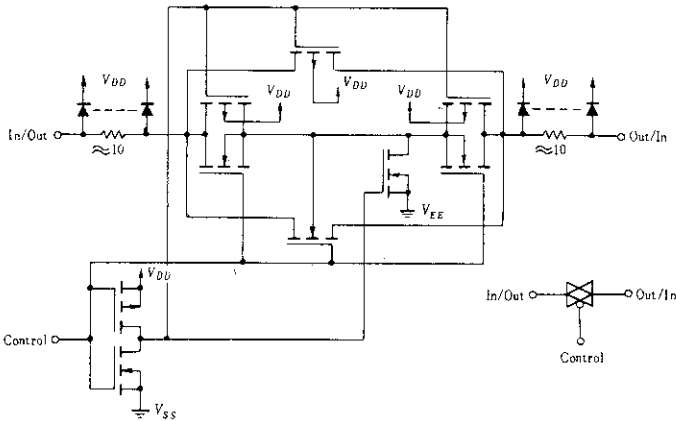 V_DD
V_DD
V_DD
V_DD
V_DD
In/Out
≈10
≈10
Out/In
V_EE
V_DD
Control
V_SS
In/Out
Out/In
Control